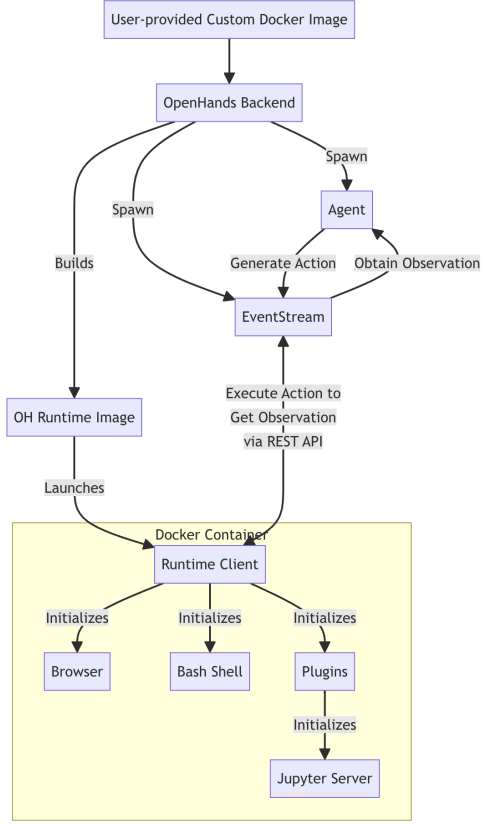 User-provided Custom Docker Image
OpenHands Backend
Spawn
Agent
Spawn
Builds
Generate Action
Obtain Observation
EventStream
Execute Action to
Get Observation
via REST API
OH Runtime Image
Launches
Docker Container
Runtime Client
Initializes
Initializes
Initializes
Browser
Bash Shell
Plugins
Initializes
Jupyter Server